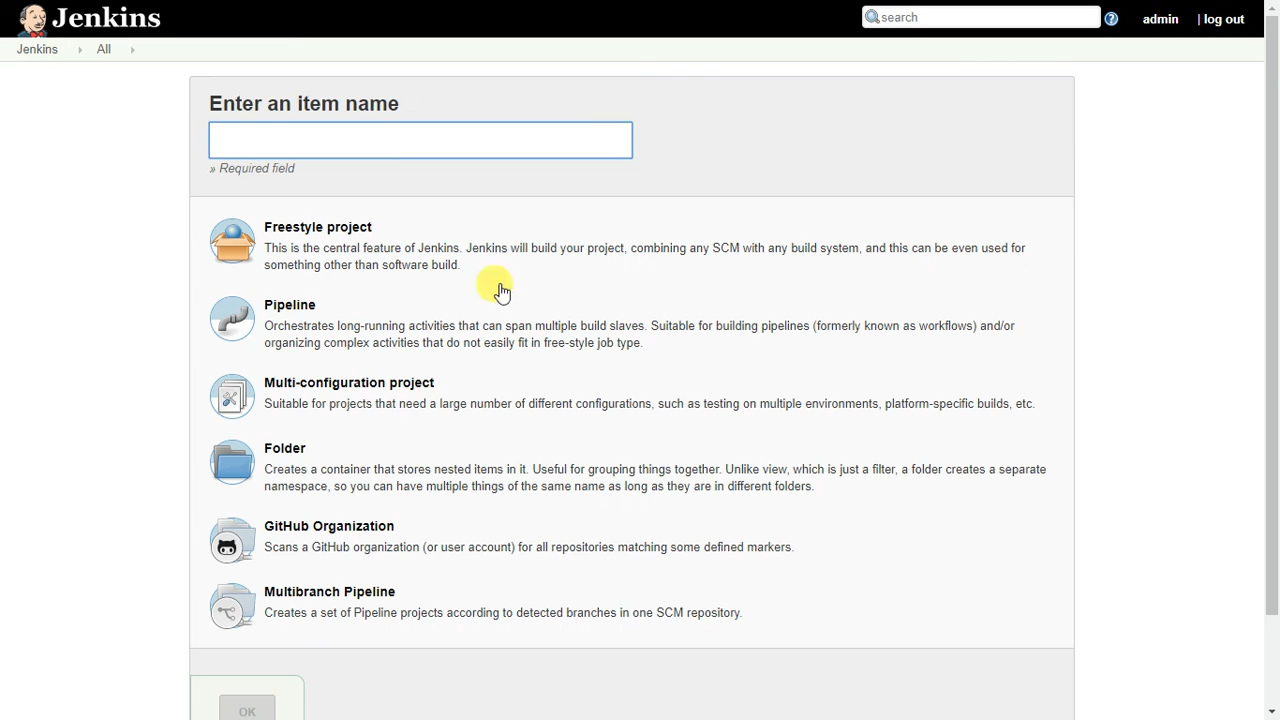 Jenkins
search
?
admin
| log out
Jenkins
All
Enter an item name
» Required field
Freestyle project
This is the central feature of Jenkins. Jenkins will build your project, combining any SCM with any build system, and this can be even used for
something other than software build.
Pipeline
Orchestrates long-running activities that can span multiple build slaves. Suitable for building pipelines (formerly known as workflows) and/or
organizing complex activities that do not easily fit in free-style job type.
Multi-configuration project
Suitable for projects that need a large number of different configurations, such as testing on multiple environments, platform-specific builds, etc.
Folder
Creates a container that stores nested items in it. Useful for grouping things together. Unlike view, which is just a filter, a folder creates a separate
namespace, so you can have multiple things of the same name as long as they are in different folders.
GitHub Organization
Scans a GitHub organization (or user account) for all repositories matching some defined markers.
Multibranch Pipeline
Creates a set of Pipeline projects according to detected branches in one SCM repository.
OK